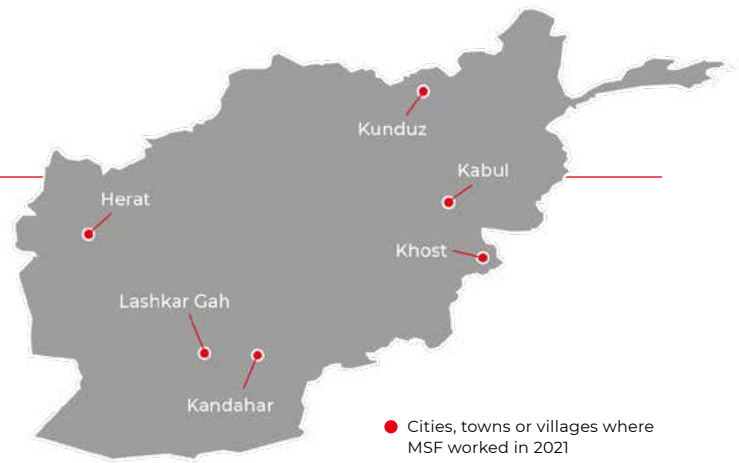 Kunduz
Kabul
Herat
Khost
Lashkar Gah
Kandahar
Cities, towns or villages where
MSF worked in 2021